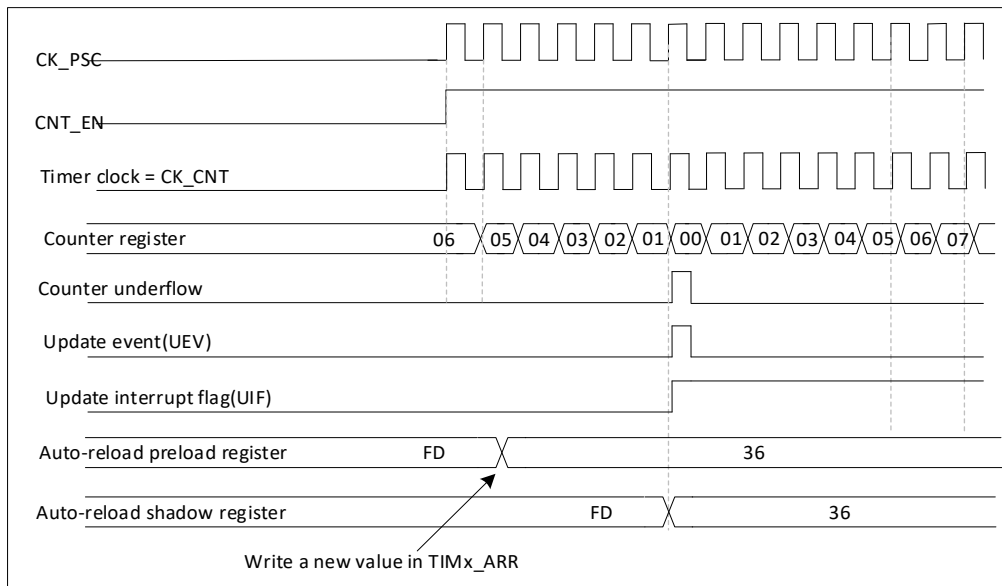 CK_PSC
CNT_EN
Timer clock = CK_CNT
Counter register 06 05 04 03 02 01 00 01 02 03 04 05 06 07
Counter underflow
Update event(UEV)
Update interrupt flag(UIF)
Auto-reload preload register FD 36
Auto-reload shadow register FD 36
Write a new value in TIMx_ARR